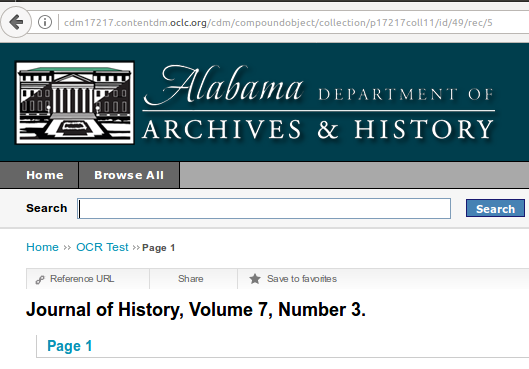 cdm17217.contentdm.oclc.org/cdm/compoundobject/collection/p17217coll11/id/49/rec/5
Alabama DEPARTMENT OF
ARCHIVES & HISTORY
Home Browse All
Search Search
Home ›› OCR Test ›› Page 1
Reference URL Share Save to favorites
Journal of History, Volume 7, Number 3.
Page 1